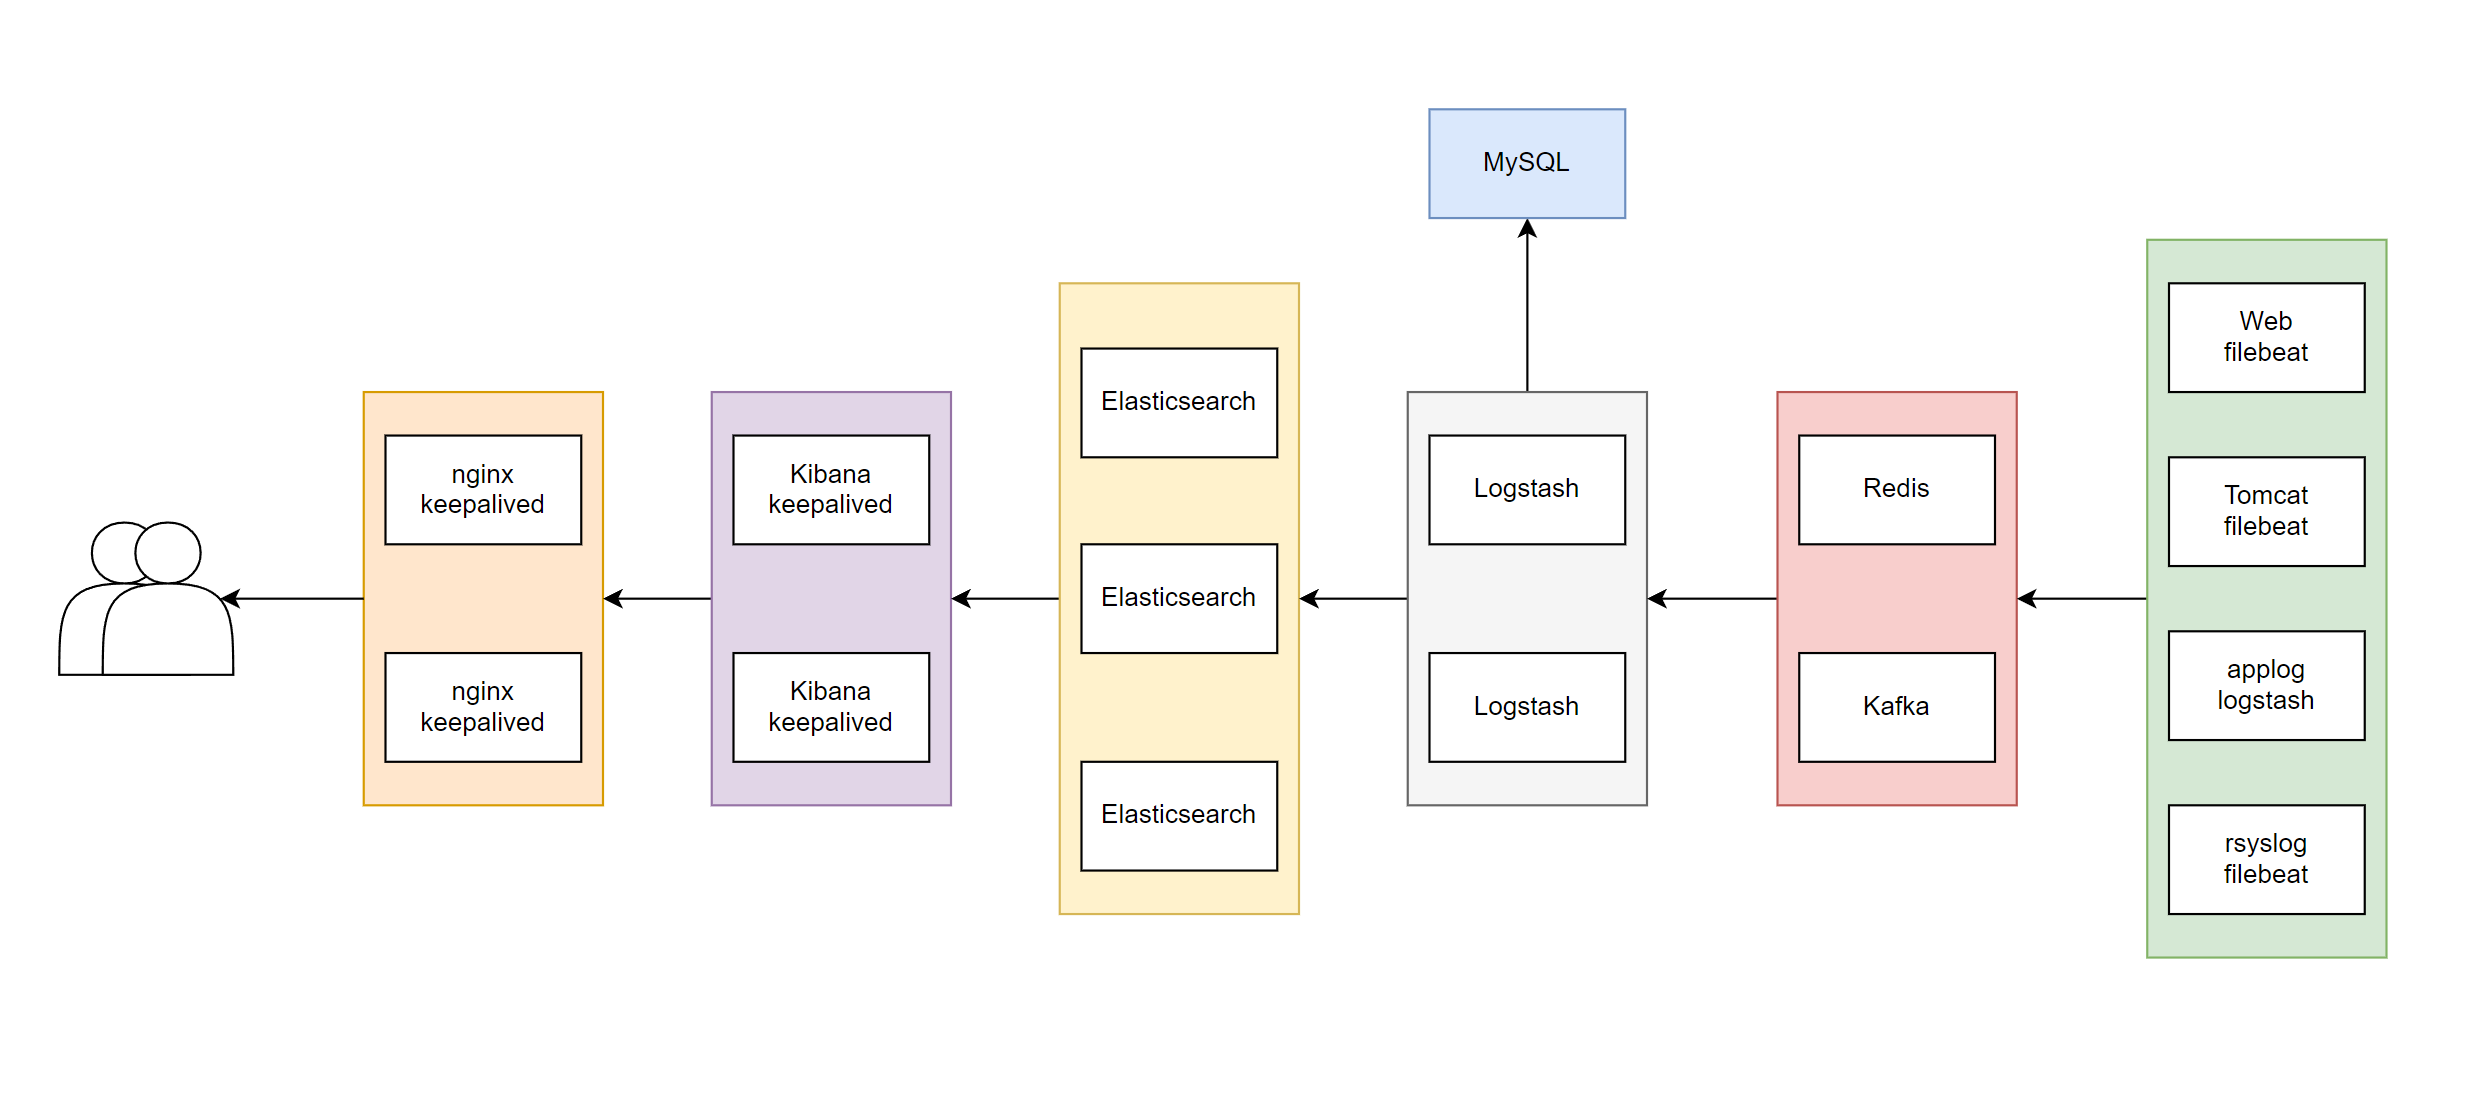 MySQL
nginx
keepalived
nginx
keepalived
Kibana
keepalived
Kibana
keepalived
Elasticsearch
Elasticsearch
Elasticsearch
Logstash
Logstash
Redis
Kafka
Web
filebeat
Tomcat
filebeat
applog
logstash
rsyslog
filebeat